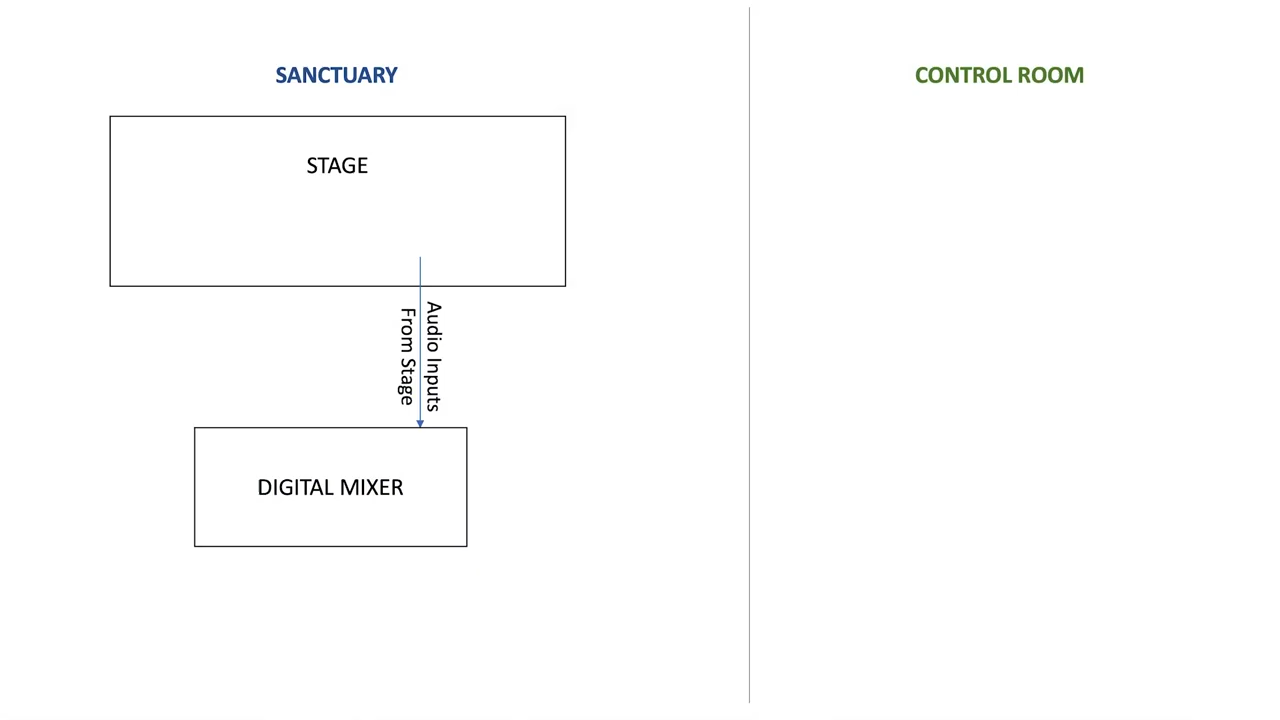 SANCTUARY
CONTROL ROOM
STAGE
Audio Inputs
From Stage
DIGITAL MIXER